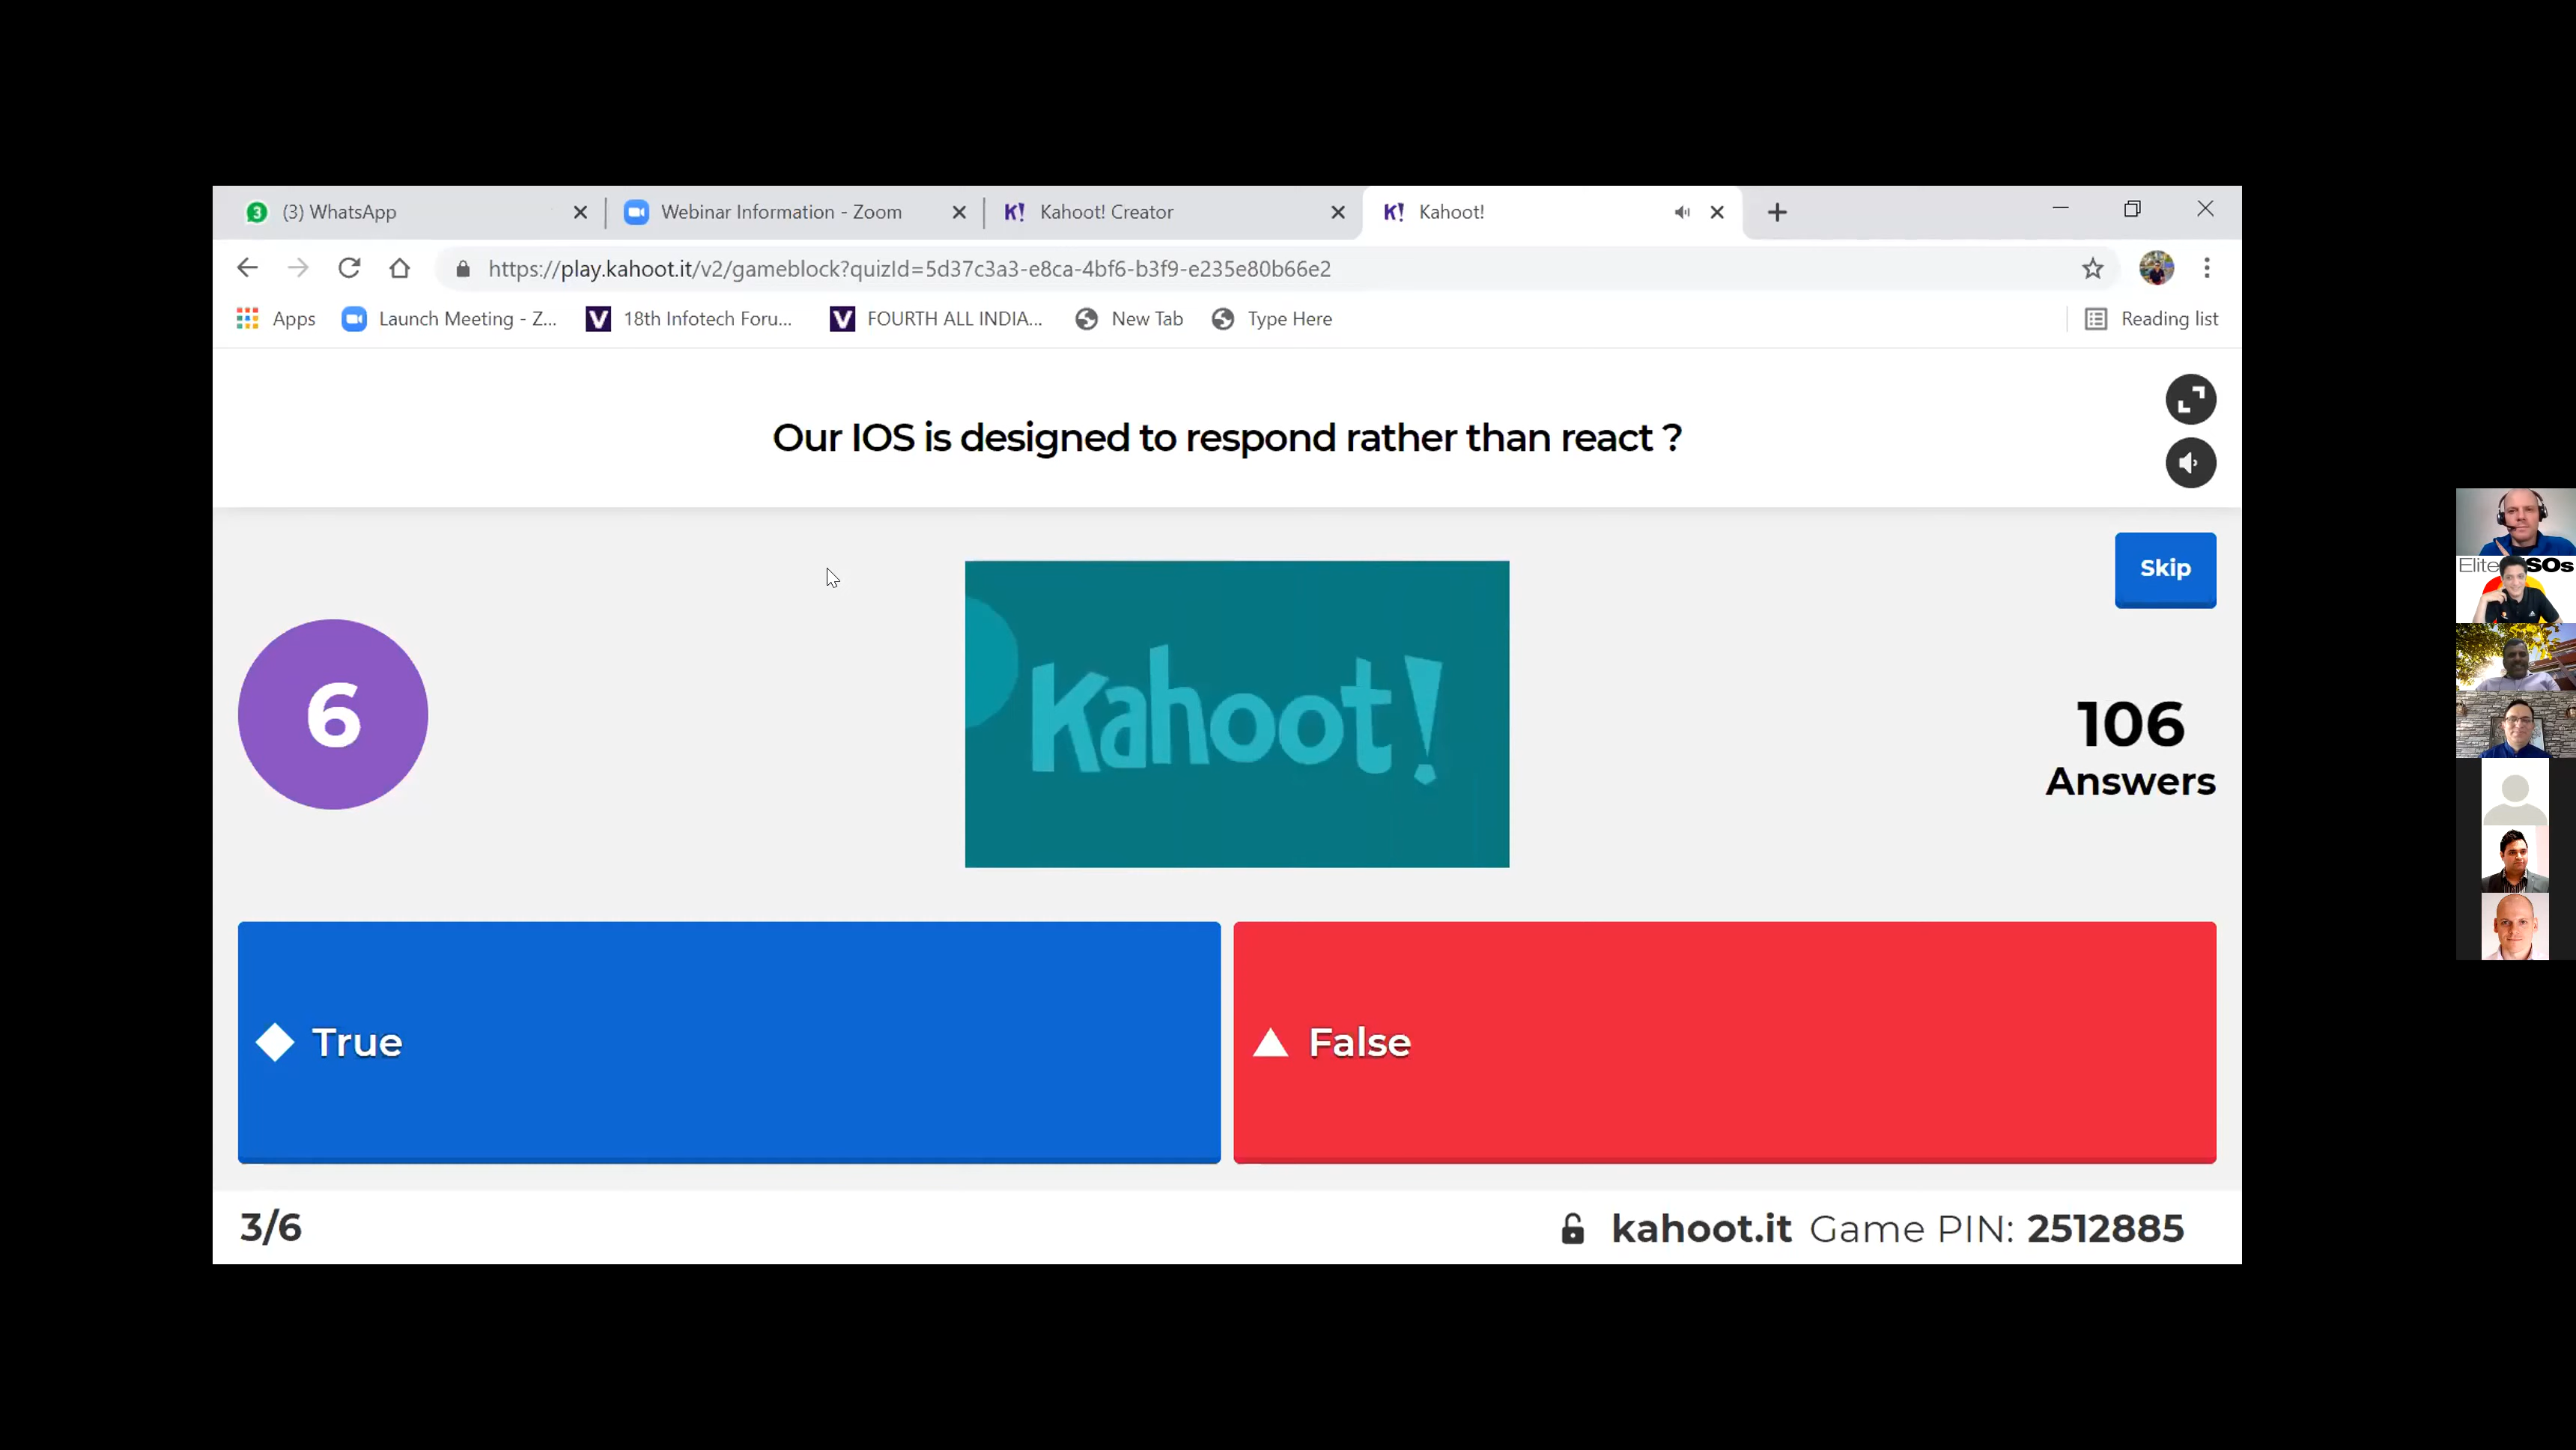 3 (3) WhatsApp
Webinar Information - Zoom
K! Kahoot! Creator
K! Kahoot!
https://play.kahoot.it/v2/gameblock?quizId=5d37c3a3-e8ca-4bf6-b3f9-e235e80b66e2
Apps
Launch Meeting - Z...
V 18th Infotech Foru...
V FOURTH ALL INDIA...
New Tab
Type Here
Reading list
Our IOS is designed to respond rather than react ?
Skip
6
Kahoot!
106
Answers
True
False
3/6
kahoot.it Game PIN: 2512885
Elite
SOs